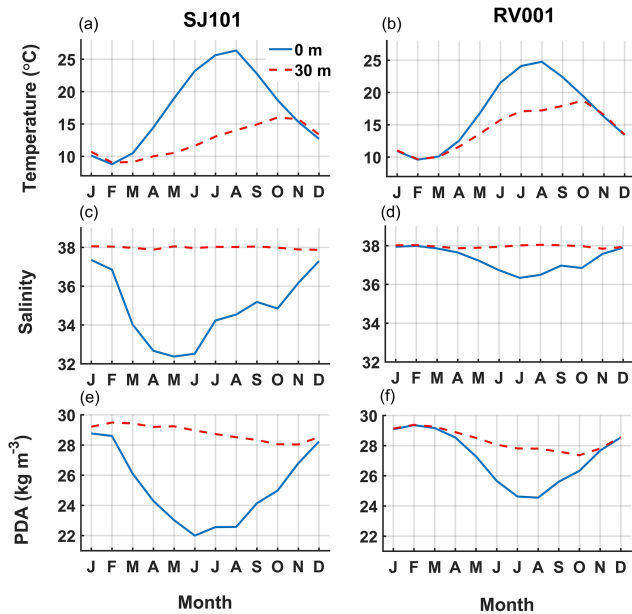 SJ101
RV001
(a)
(b)
0 m
30 m
Temperature (°C)
25
20
15
10
J F M A M J J A S O N D
25
20
15
10
J F M A M J J A S O N D
(c)
(d)
Salinity
38
36
34
32
J F M A M J J A S O N D
38
36
34
32
J F M A M J J A S O N D
(e)
(f)
PDA (kg m-3)
30
28
26
24
22
J F M A M J J A S O N D
30
28
26
24
22
J F M A M J J A S O N D
Month
Month